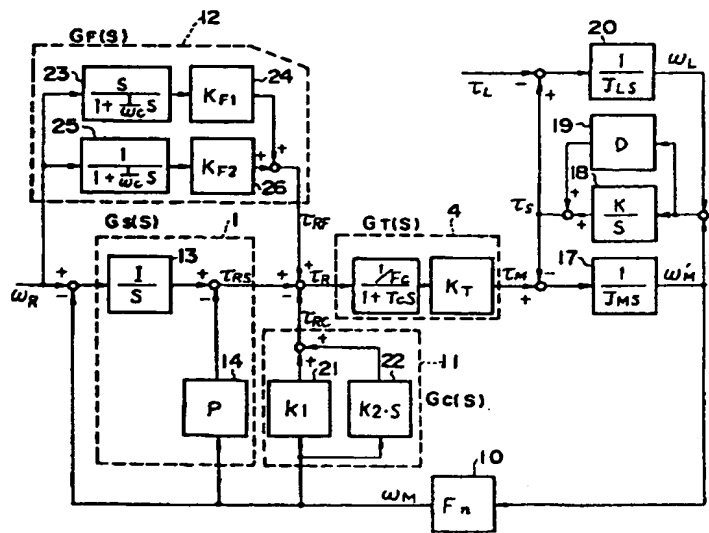 GF(S)
12
23
S
1+ 1/ωc S
24
KF1
25
1
1+ 1/ωc S
KF2
26
+
+
τRF
20
1
JLS
ωL
τL
-
+
19
D
18
K
S
+
+
τS
GS(S)
1
13
I
S
ωR
+
-
+
-
τRS
+
+
+
τR
τRC
GT(S)
4
1/FG
1+TCS
KT
τM
+
-
17
1
JMS
ω'M
14
P
+
+
21
K1
22
K2·S
11
GC(S)
ωM
10
Fn